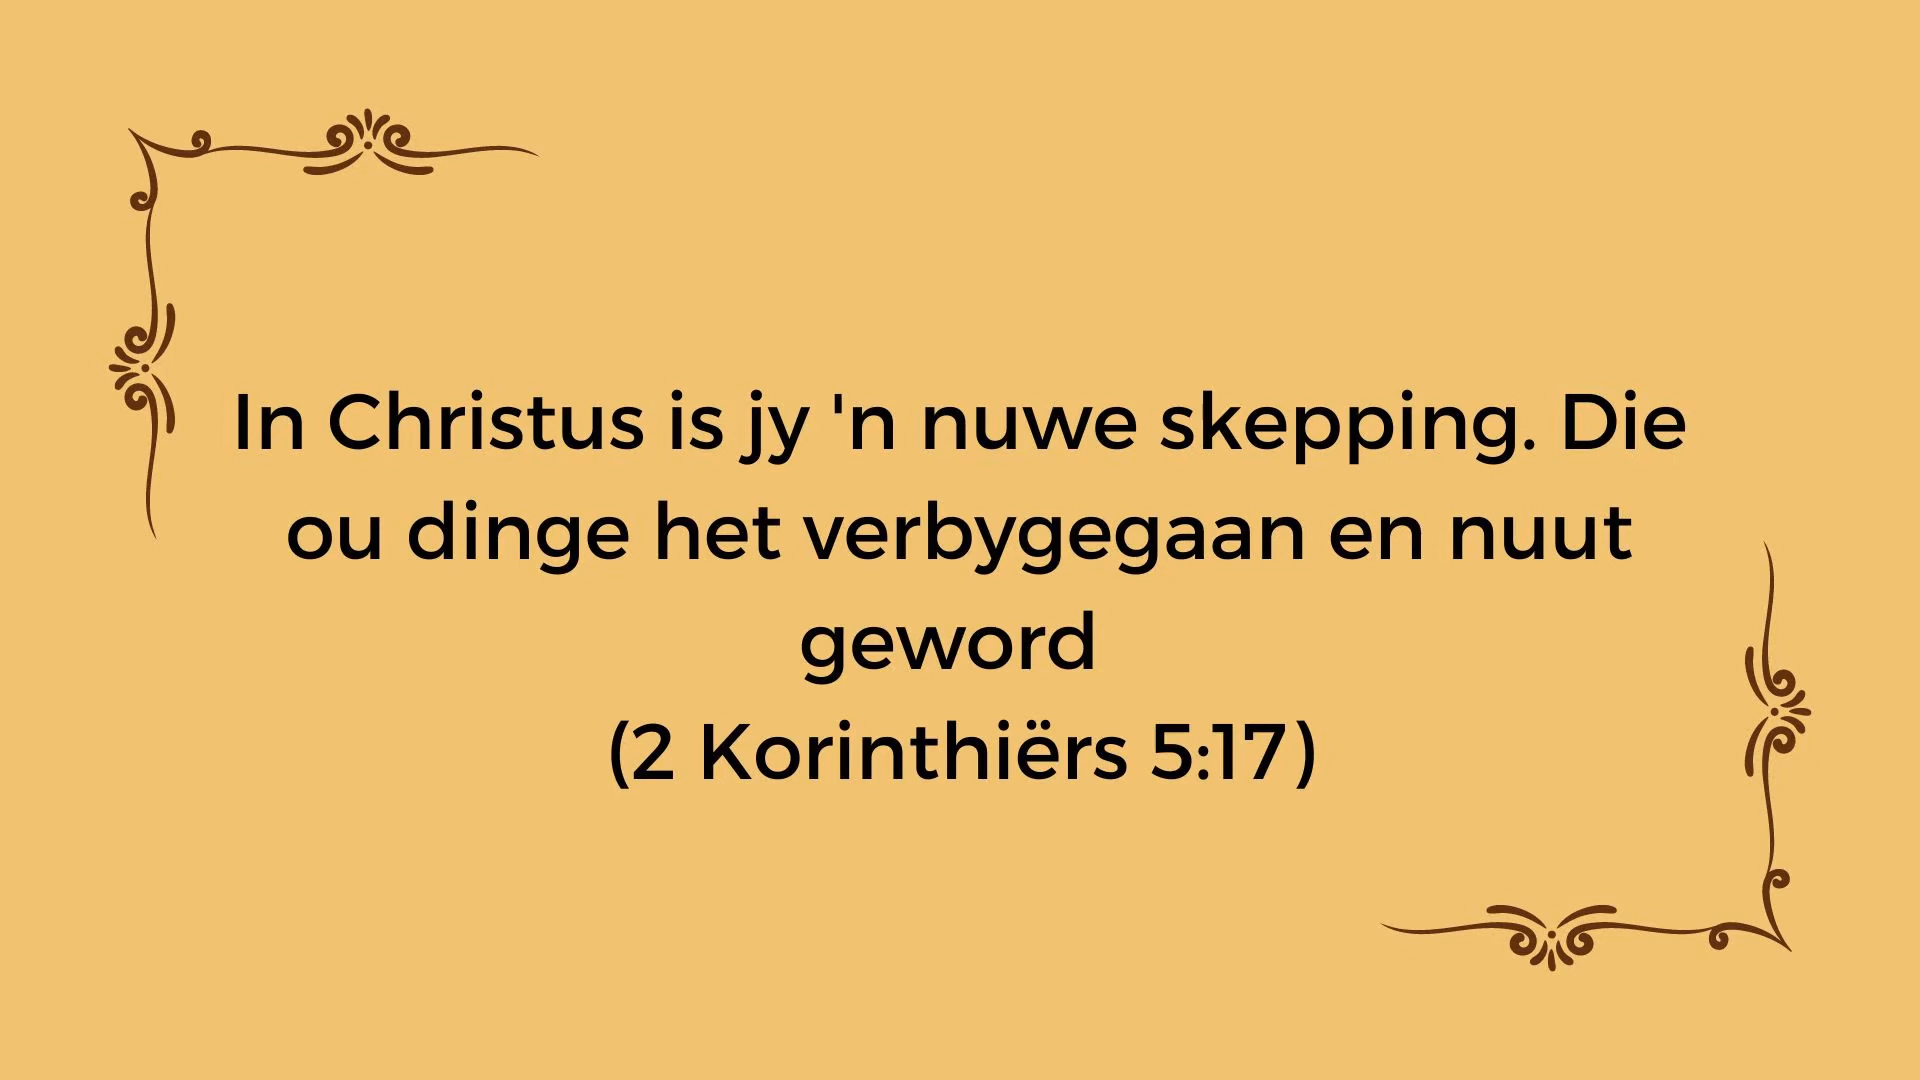 In Christus is jy 'n nuwe skepping. Die
ou dinge het verbygegaan en nuut
geword
(2 Korinthiërs 5:17)